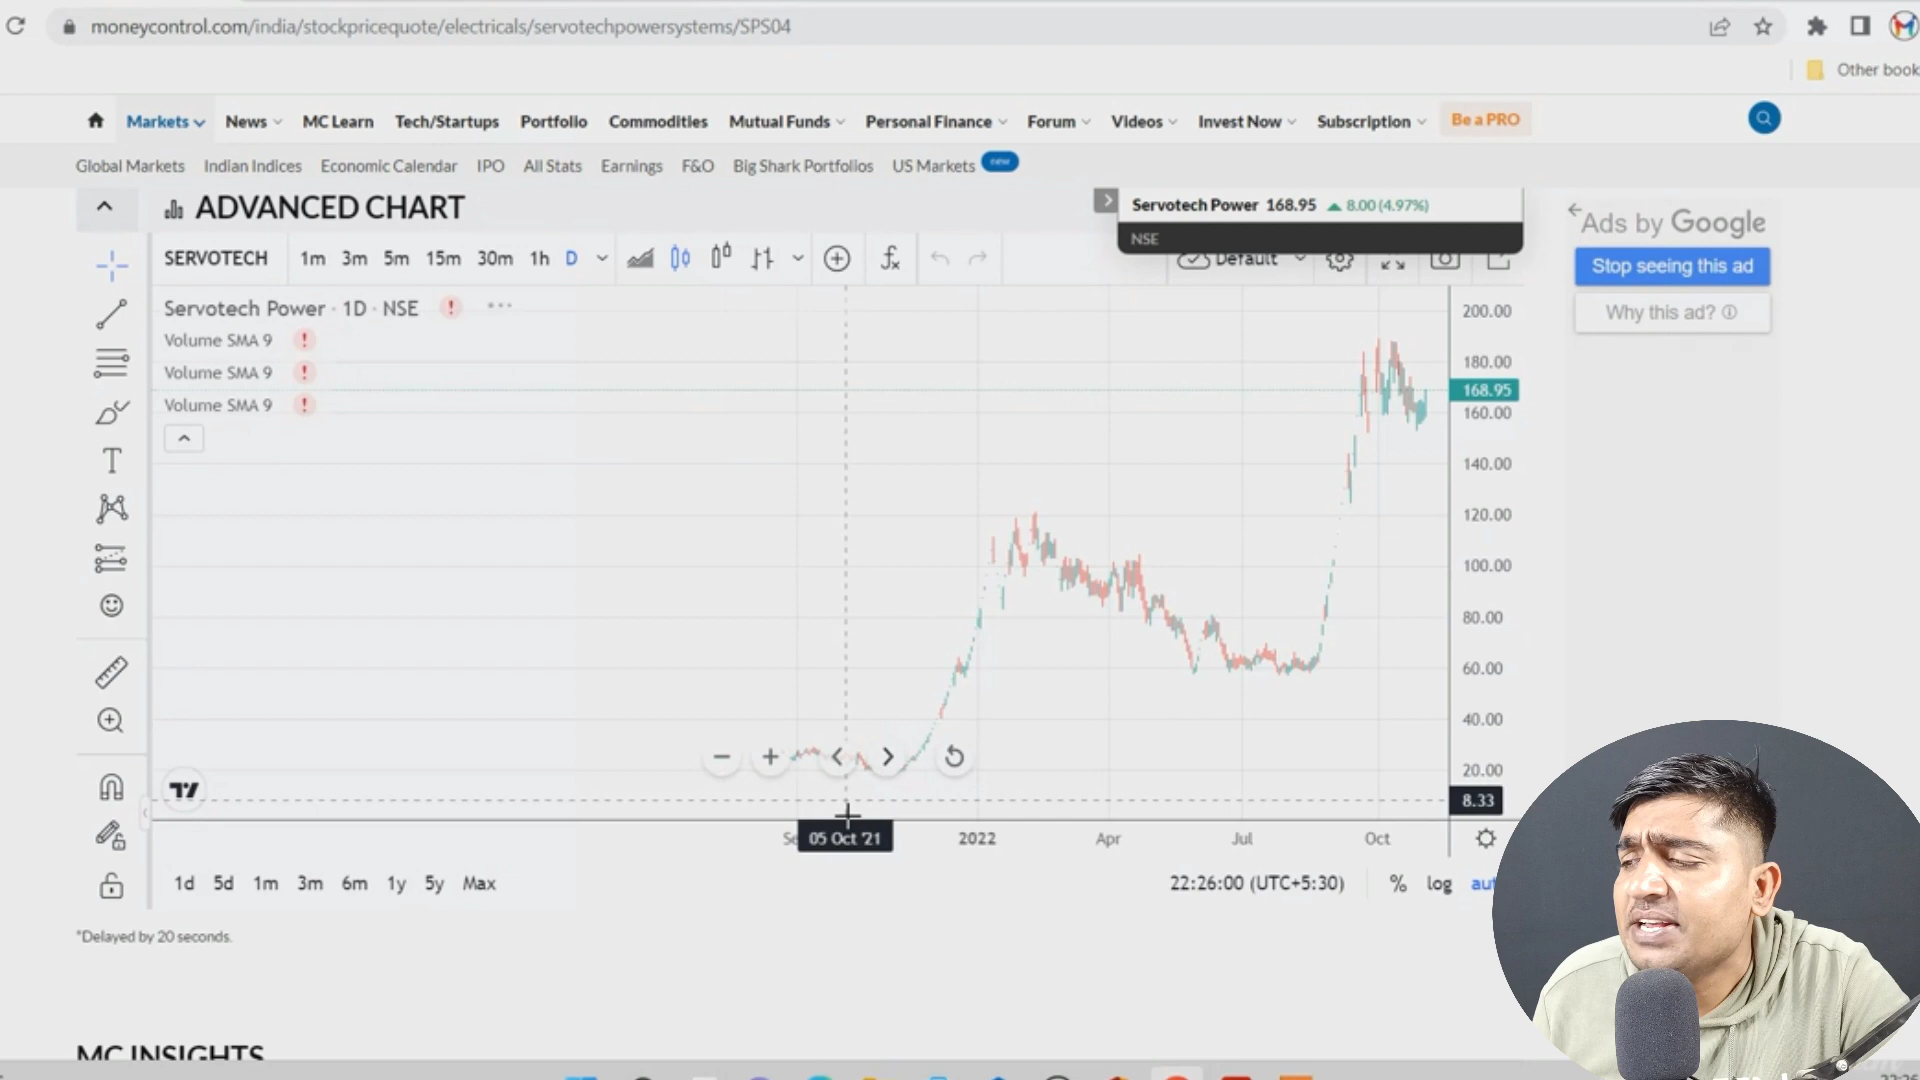 moneycontrol.com/india/stockpricequote/electricals/servotechpowersystems/SPS04
Other book
Markets News MC Learn Tech/Startups Portfolio Commodities Mutual Funds Personal Finance Forum Videos Invest Now Subscription Be a PRO
Global Markets Indian Indices Economic Calendar IPO All Stats Earnings F&O Big Shark Portfolios US Markets new
ADVANCED CHART
Servotech Power 168.95 8.00 (4.97%)
NSE
Ads by Google
Stop seeing this ad
Why this ad?
SERVOTECH 1m 3m 5m 15m 30m 1h D Default
Servotech Power · 1D · NSE
Volume SMA 9
Volume SMA 9
Volume SMA 9
200.00
180.00
168.95
160.00
140.00
120.00
100.00
80.00
60.00
40.00
20.00
8.33
Se 05 Oct '21 2022 Apr Jul Oct
1d 5d 1m 3m 6m 1y 5y Max 22:26:00 (UTC+5:30) % log aut
*Delayed by 20 seconds.
MC INSIGHTS